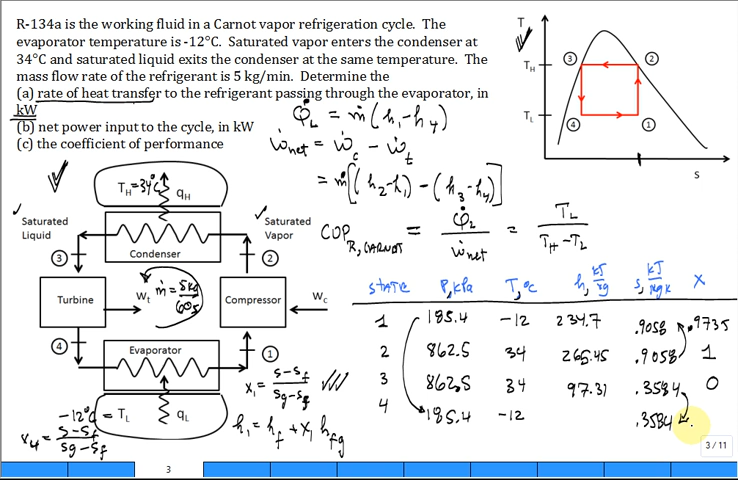 R-134a is the working fluid in a Carnot vapor refrigeration cycle. The
evaporator temperature is -12°C. Saturated vapor enters the condenser at
34°C and saturated liquid exits the condenser at the same temperature. The
mass flow rate of the refrigerant is 5 kg/min. Determine the
(a) rate of heat transfer to the refrigerant passing through the evaporator, in
kW
(b) net power input to the cycle, in kW
(c) the coefficient of performance
Q̇L = ṁ(h1-h4)
Ẇnet = Ẇc - Ẇt
= ṁ[(h2-h1)-(h3-h4)]
COP R, CARNOT = Q̇L / Ẇnet = TL / (TH-TL)
T
TH
TL
3
2
4
1
s
TH=34°C
qH
Saturated
Liquid
Saturated
Vapor
Condenser
3
2
Turbine
Wt
ṁ = 5kg
Compressor
Wc
4
Evaporator
1
-12°C = TL
qL
x4 = (s-sf) / (sg-sf)
x1 = (s-sf) / (sg-sf)
h1 = hf + x1 hfg
STATE P, kPa T, °C h, kJ/kg s, kJ/kgK X
1 185.4 -12 234.7 .9058 .9735
2 862.5 34 265.45 .9058 1
3 862.5 34 97.31 .3584 0
4 185.4 -12 .3584
3 / 11
3